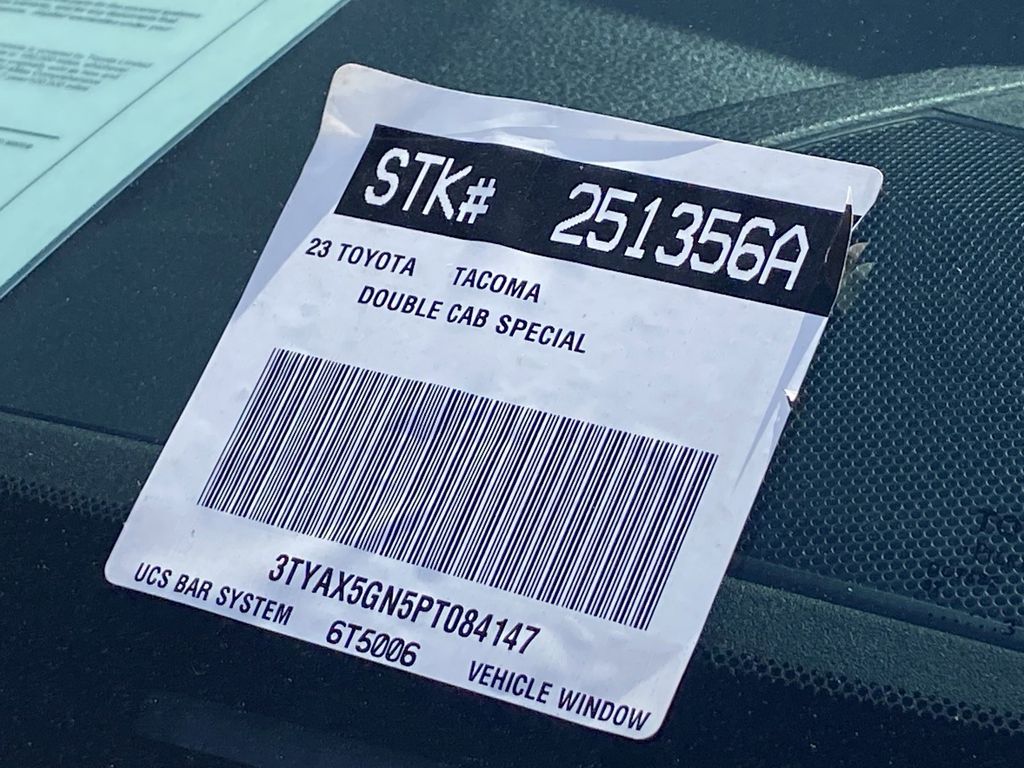 STK# 251356A
23 TOYOTA TACOMA
DOUBLE CAB SPECIAL
3TYAX5GN5PT084147
UCS BAR SYSTEM 6T5006 VEHICLE WINDOW